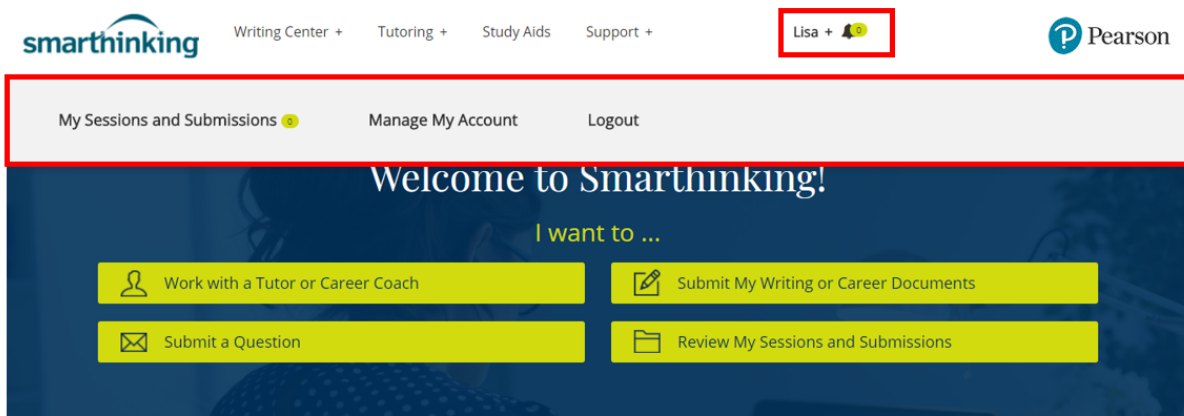 smarthinking Writing Center + Tutoring + Study Aids Support + Lisa + 0 Pearson
My Sessions and Submissions 0 Manage My Account Logout
Welcome to Smarthinking!
I want to ...
Work with a Tutor or Career Coach Submit My Writing or Career Documents
Submit a Question Review My Sessions and Submissions